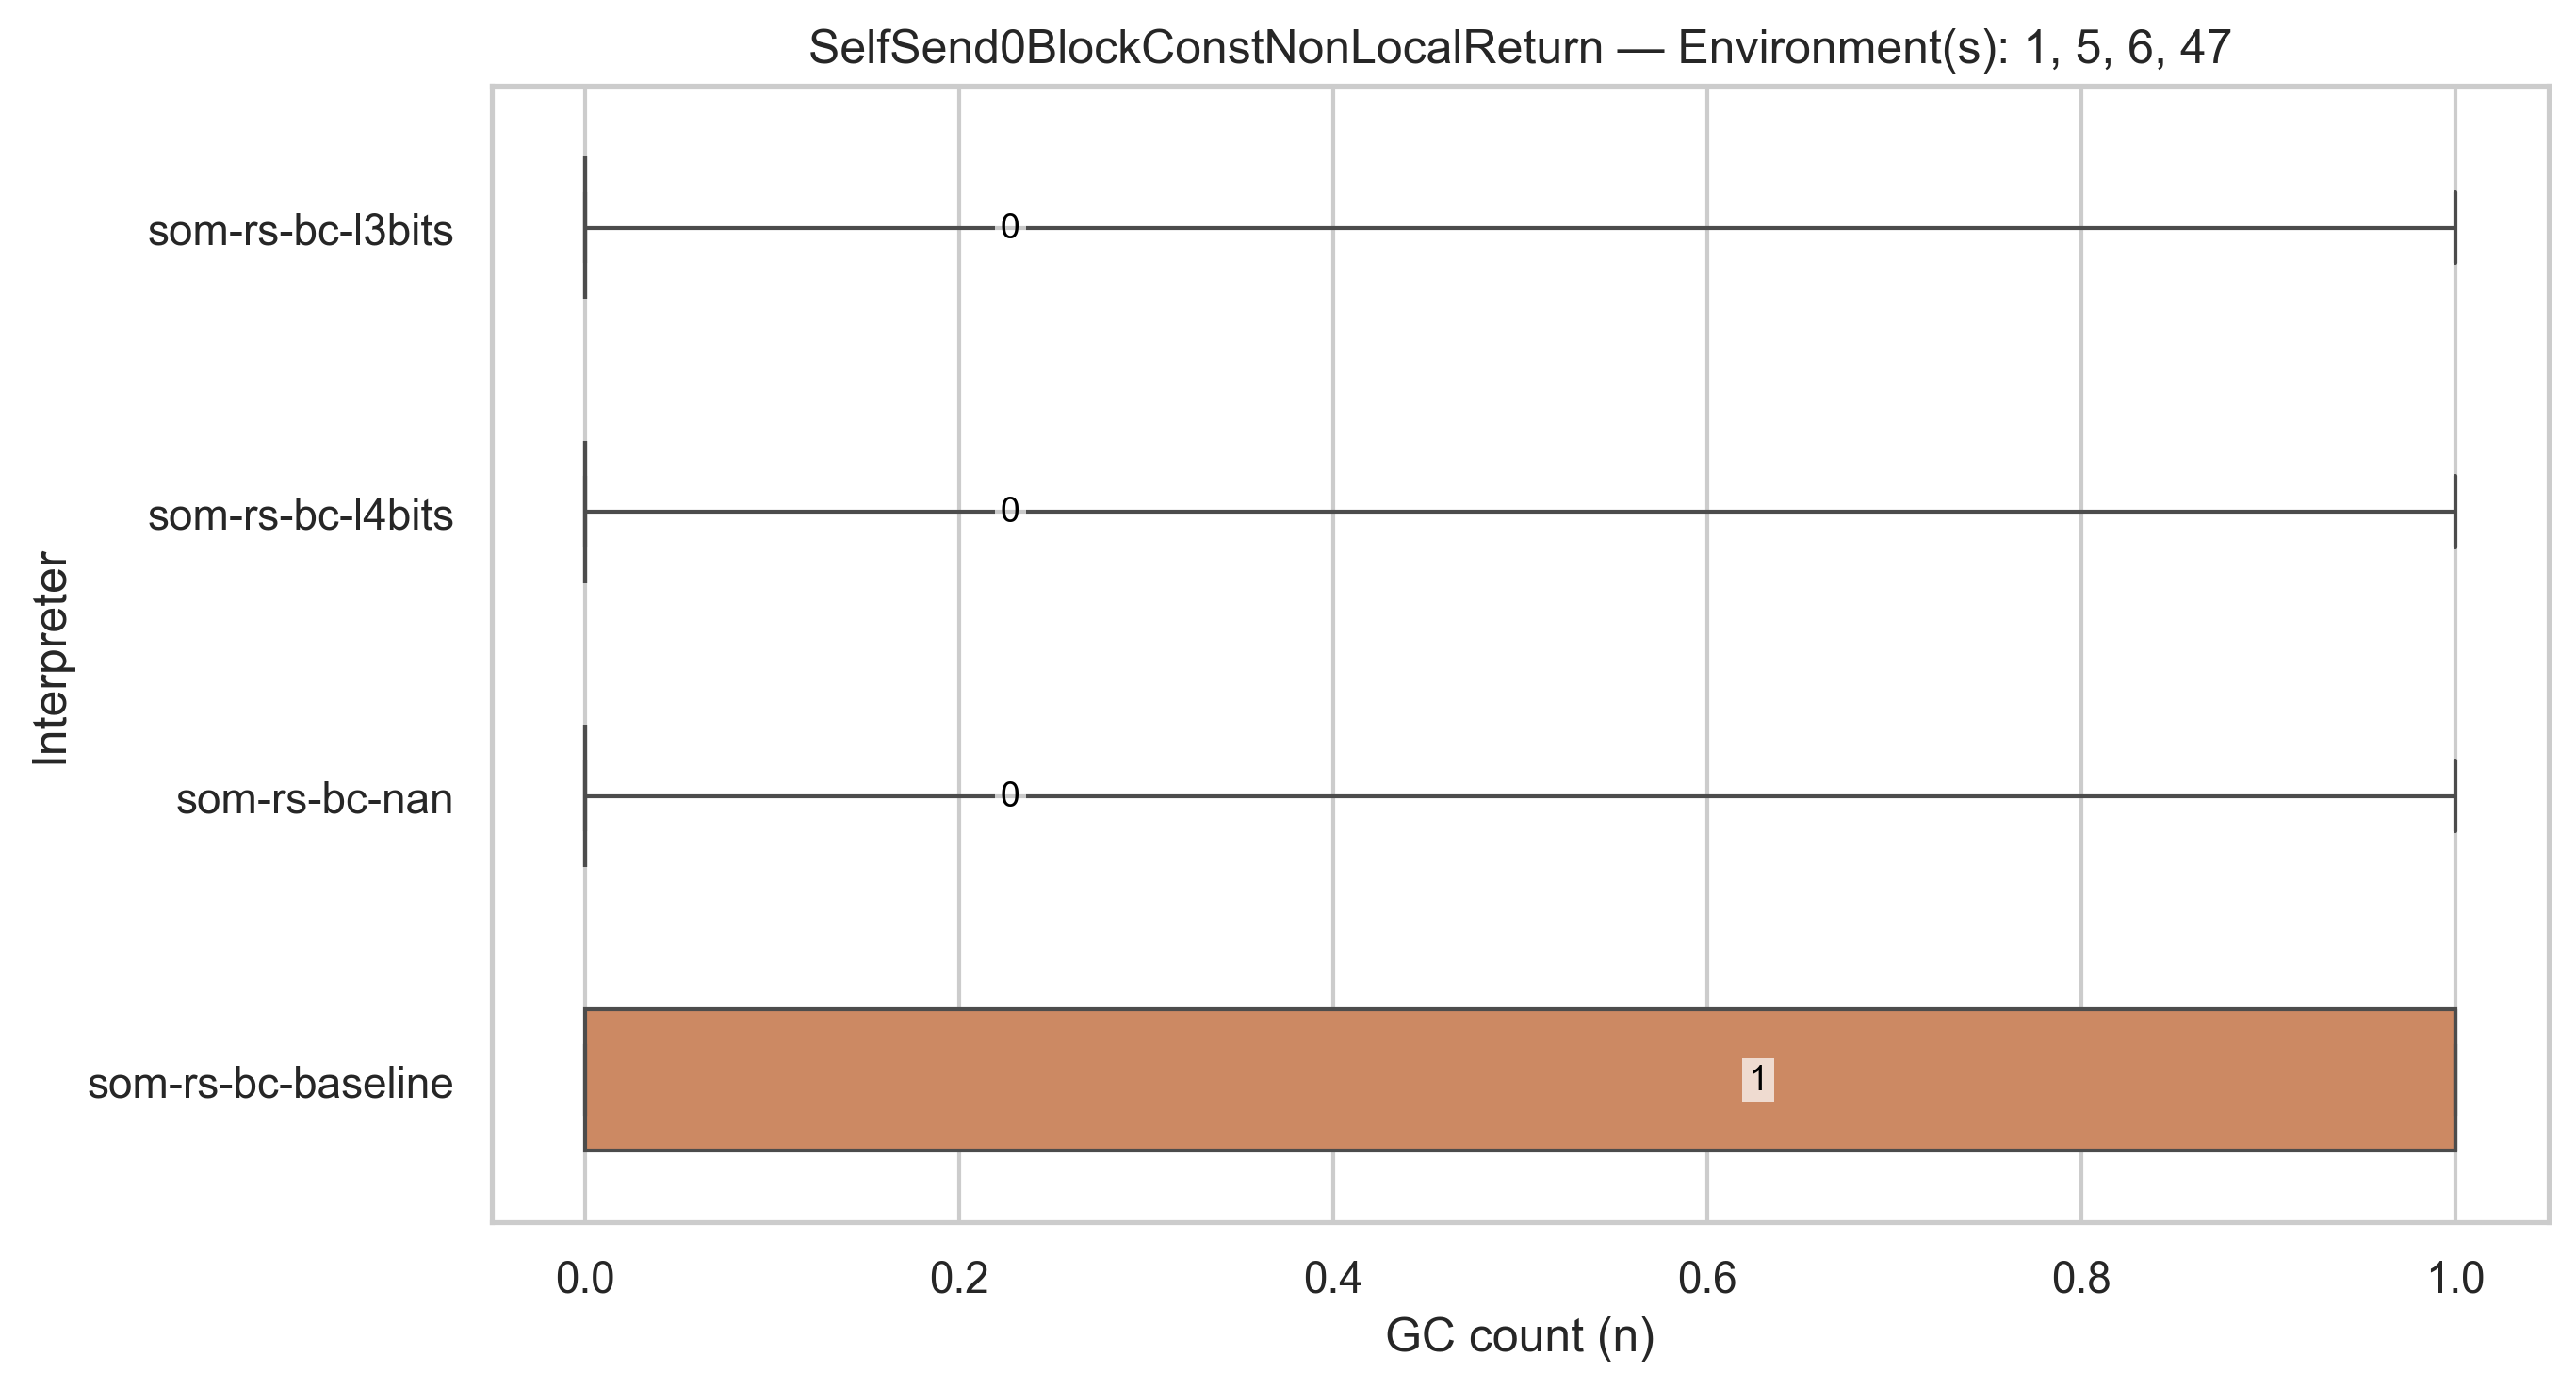 SelfSend0BlockConstNonLocalReturn — Environment(s): 1, 5, 6, 47
Interpreter
som-rs-bc-l3bits
0
som-rs-bc-l4bits
0
som-rs-bc-nan
0
som-rs-bc-baseline
1
0.0 0.2 0.4 0.6 0.8 1.0
GC count (n)